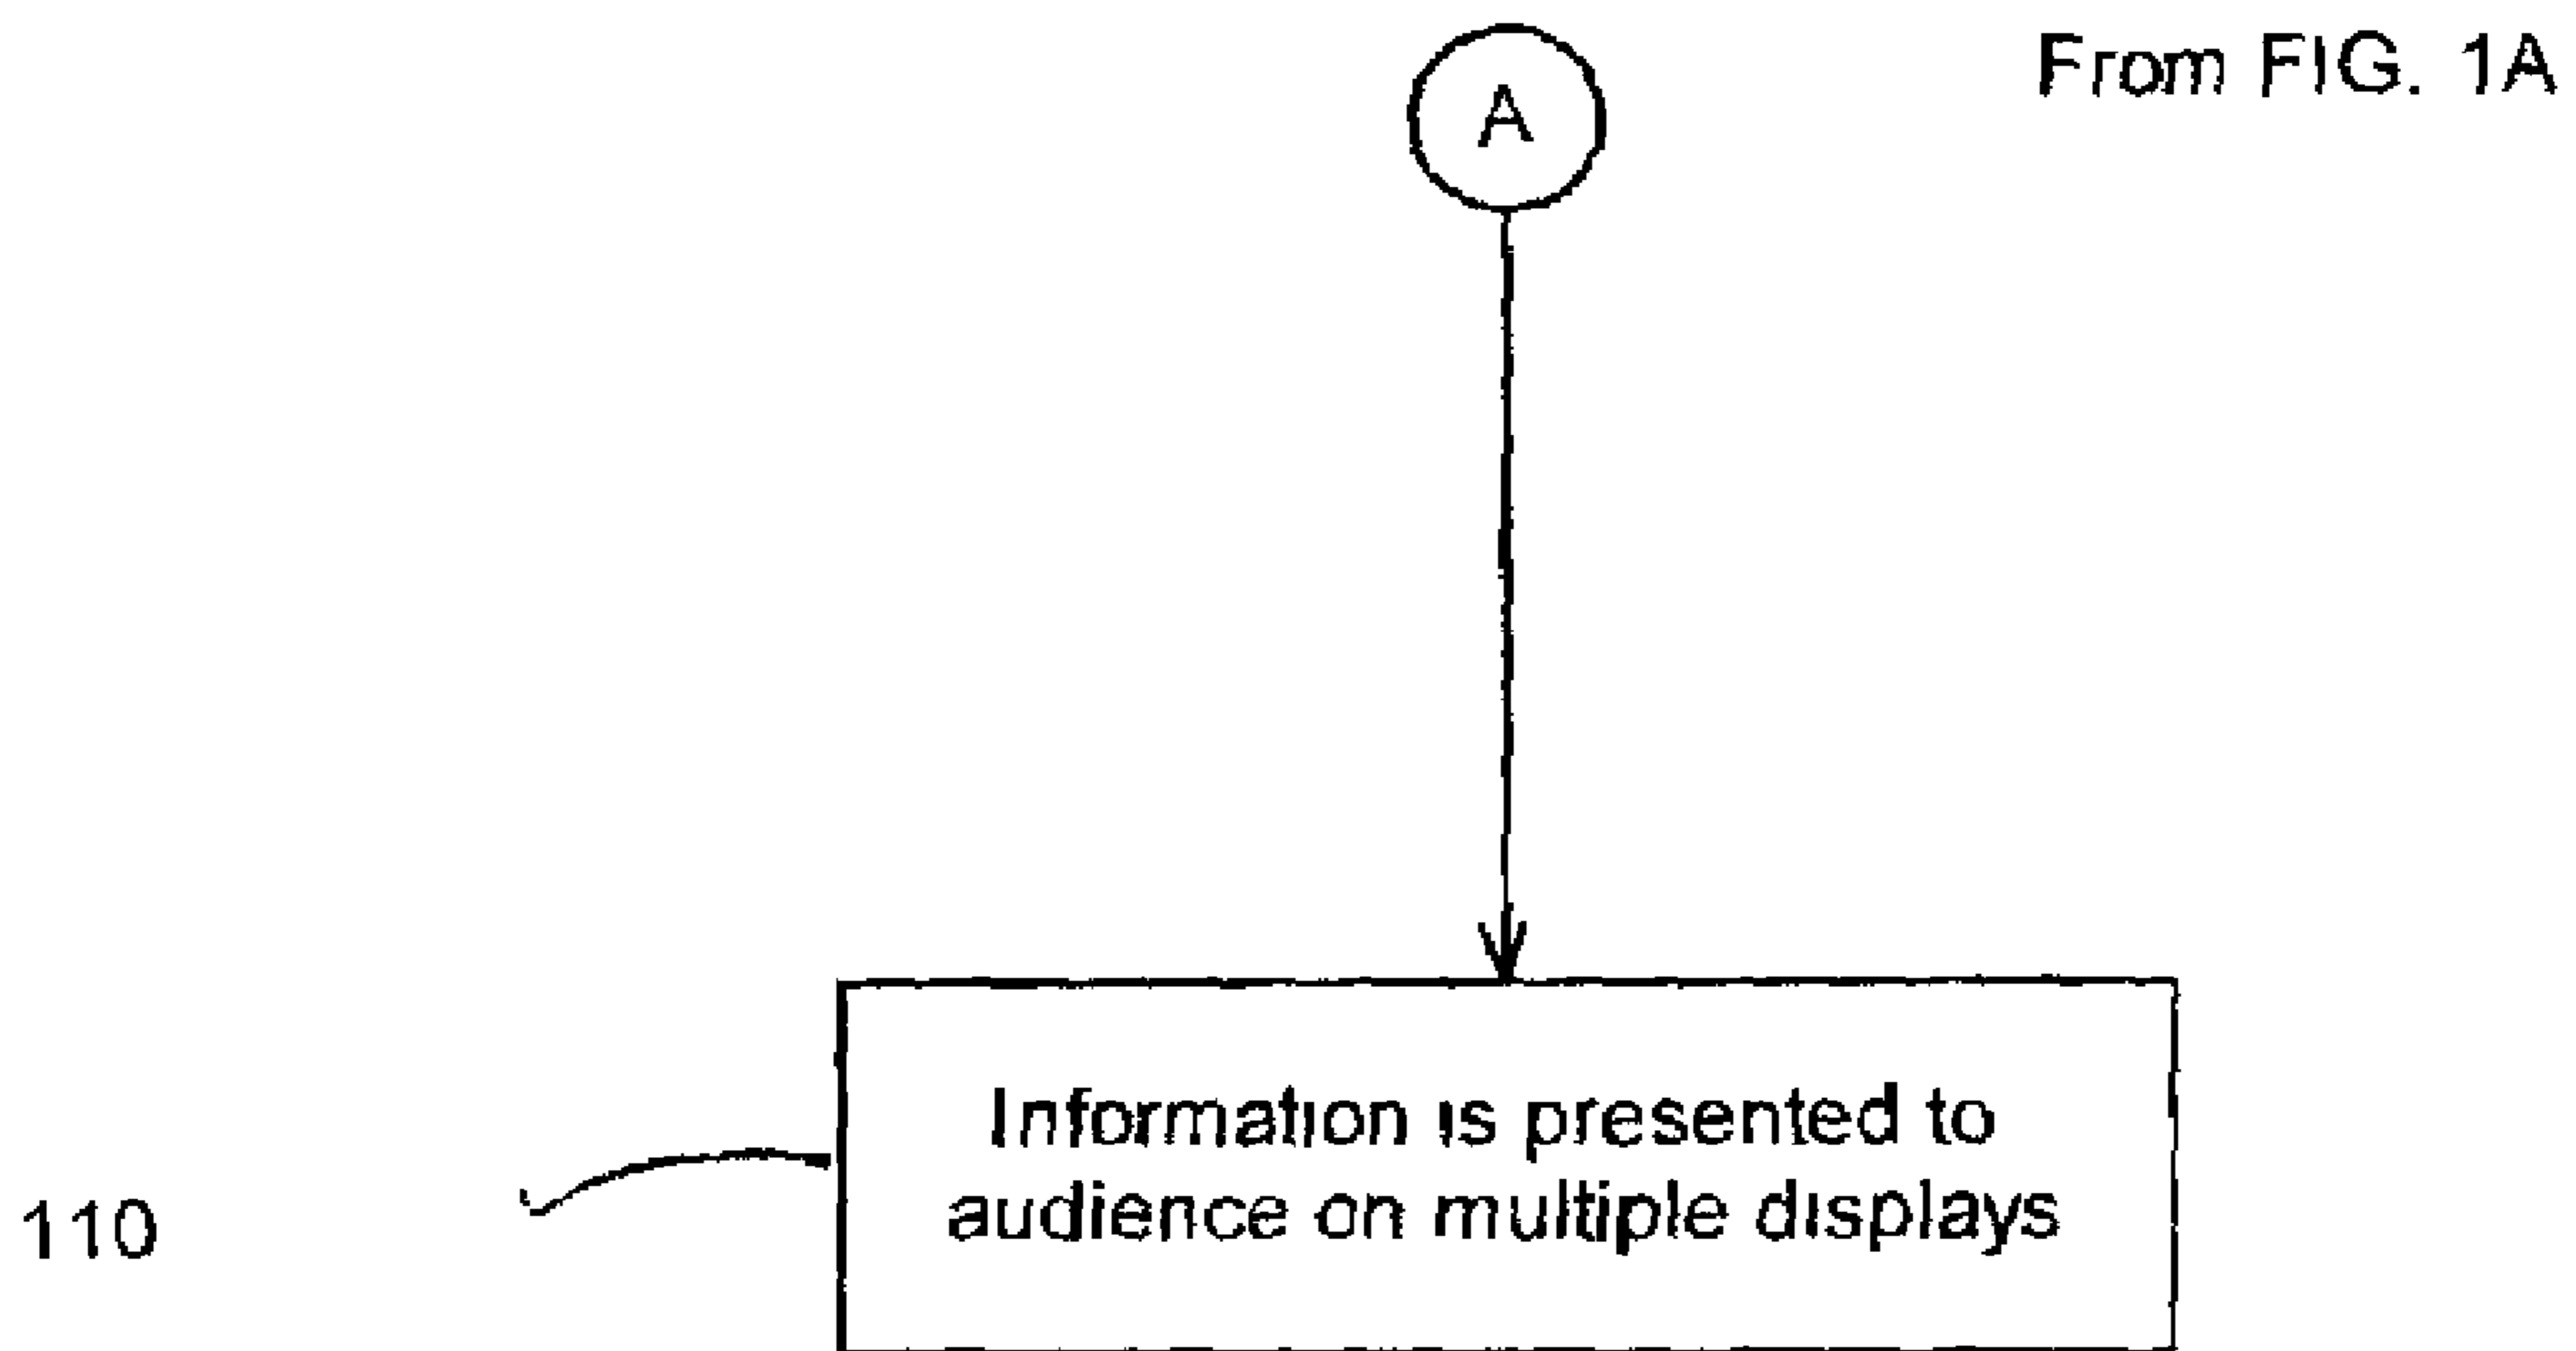 A
From FIG. 1A
Information is presented to
audience on multiple displays
110